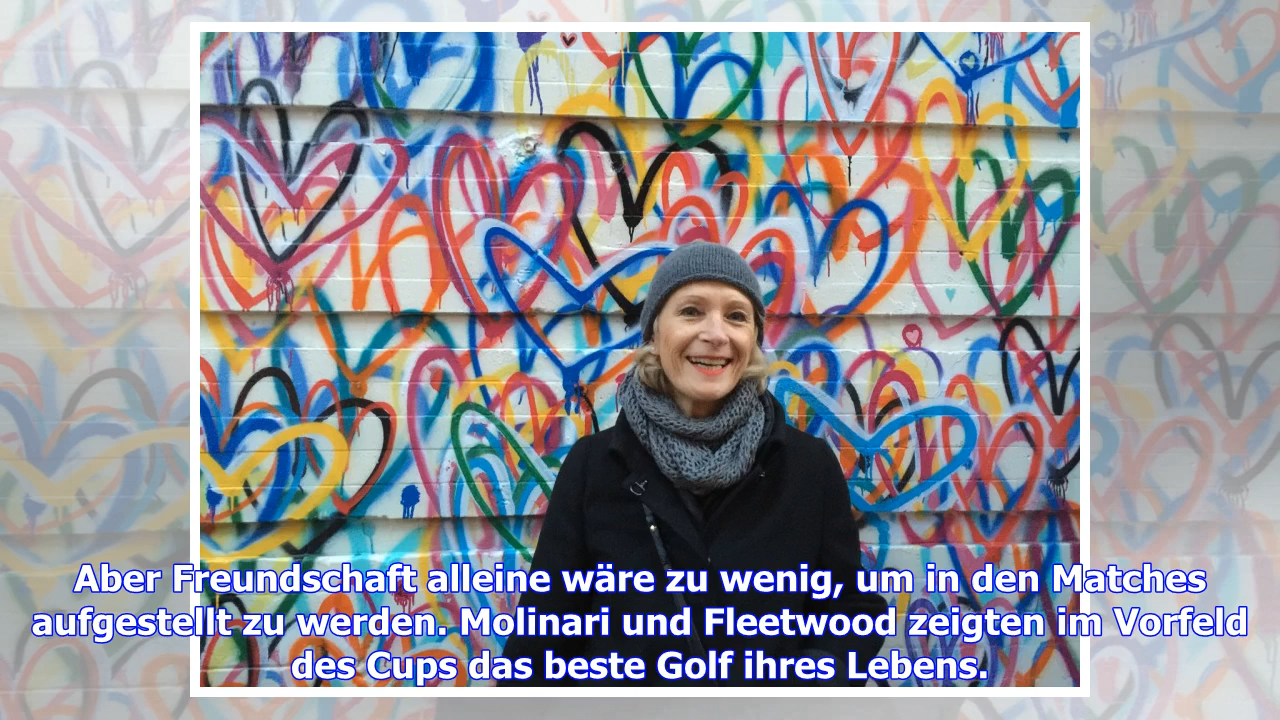 Aber Freundschaft alleine wäre zu wenig, um in den Matches
aufgestellt zu werden. Molinari und Fleetwood zeigten im Vorfeld
des Cups das beste Golf ihres Lebens.